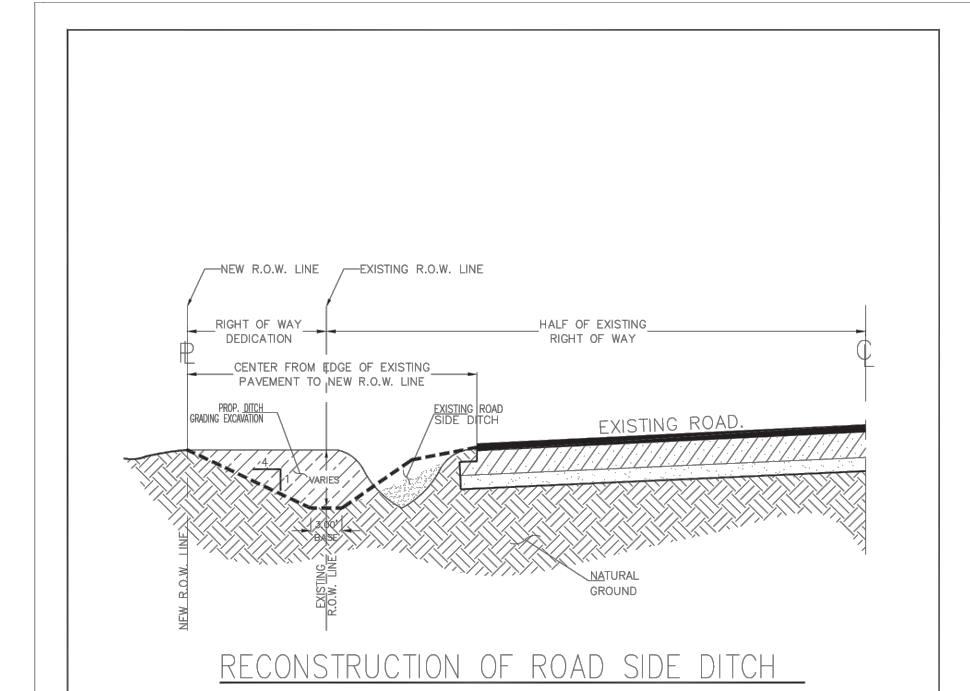 NEW R.O.W. LINE
EXISTING R.O.W. LINE
RIGHT OF WAY
DEDICATION
HALF OF EXISTING
RIGHT OF WAY
PL
CL
CENTER FROM EDGE OF EXISTING
PAVEMENT TO NEW R.O.W. LINE
PROP. DITCH
GRADING EXCAVATION
EXISTING ROAD
SIDE DITCH
EXISTING ROAD.
4
1
VARIES
3.00'
BASE
NEW R.O.W. LINE
EXISTING
R.O.W. LINE
NATURAL
GROUND
RECONSTRUCTION OF ROAD SIDE DITCH